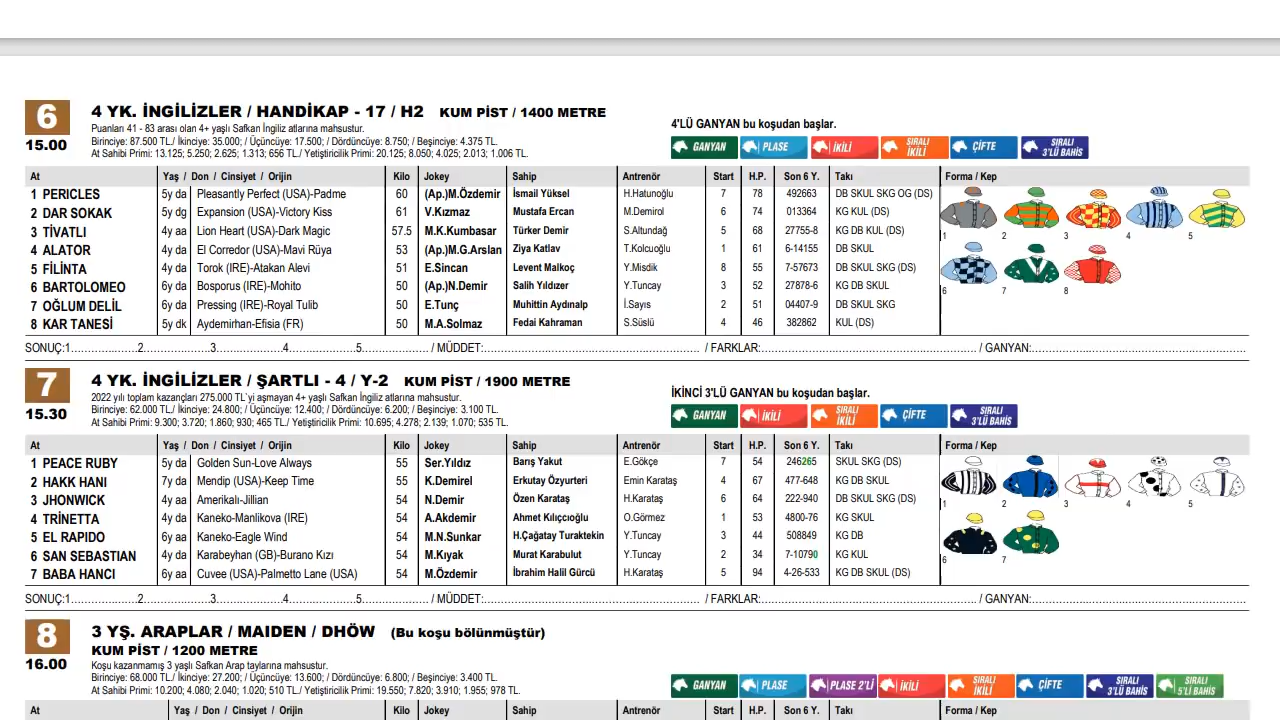 6 4 YK. İNGİLİZLER / HANDİKAP - 17 / H2 KUM PİST / 1400 METRE
15.00
Puanları 41 - 83 arası olan 4+ yaşlı Safkan İngiliz atlarına mahsustur.
Birinciye: 87.500 TL./ İkinciye: 35.000; / Üçüncüye: 17.500; / Dördüncüye: 8.750; / Beşinciye: 4.375 TL.
At Sahibi Primi: 13.125; 5.250; 2.625; 1.313; 656 TL./ Yetiştiricilik Primi: 20.125; 8.050; 4.025; 2.013; 1.006 TL.
4'LÜ GANYAN bu koşudan başlar.
GANYAN PLASE İKİLİ SIRALI İKİLİ ÇİFTE SIRALI 3'LÜ BAHİS
At Yaş / Don / Cinsiyet / Orijin Kilo Jokey Sahip Antrenör Start H.P. Son 6 Y. Takı Forma / Kep
1 PERICLES 5y da Pleasantly Perfect (USA)-Padme 60 (Ap.)M.Özdemir İsmail Yüksel H.Hatunoğlu 7 78 492663 DB SKUL SKG OG (DS)
2 DAR SOKAK 5y dg Expansion (USA)-Victory Kiss 61 V.Kızmaz Mustafa Ercan M.Demirol 6 74 013364 KG KUL (DS)
3 TİVATLI 4y aa Lion Heart (USA)-Dark Magic 57.5 M.K.Kumbasar Türker Demir S.Altundağ 5 68 27755-8 KG DB KUL (DS)
4 ALATOR 4y da El Corredor (USA)-Mavi Rüya 53 (Ap.)M.G.Arslan Ziya Katlav T.Kolcuoğlu 1 61 6-14155 DB SKUL
5 FİLİNTA 4y da Torok (IRE)-Atakan Alevi 51 E.Sincan Levent Malkoç Y.Misdik 8 55 7-57673 DB SKUL SKG (DS)
6 BARTOLOMEO 6y da Bosporus (IRE)-Mohito 50 (Ap)N.Demir Salih Yıldızer Y.Tuncay 3 52 27878-6 KG DB SKUL
7 OĞLUM DELİL 6y da Pressing (IRE)-Royal Tulib 50 E.Tunç Muhittin Aydınalp İ.Sayıs 2 51 04407-9 DB SKUL SKG
8 KAR TANESİ 5y dk Aydemirhan-Efisia (FR) 50 M.A.Solmaz Fedai Kahraman S.Süslü 4 46 382862 KUL (DS)
1 2 3 4 5
6 7 8
SONUÇ:1......................2......................3......................4......................5...................... / MÜDDET:...................... / FARKLAR:...................... / GANYAN:......................
7 4 YK. İNGİLİZLER / ŞARTLI - 4 / Y-2 KUM PİST / 1900 METRE
15.30
2022 yılı toplam kazançları 275.000 TL`yi aşmayan 4+ yaşlı Safkan İngiliz atlarına mahsustur.
Birinciye: 62.000 TL./ İkinciye: 24.800; / Üçüncüye: 12.400; / Dördüncüye: 6.200; / Beşinciye: 3.100 TL.
At Sahibi Primi: 9.300; 3.720; 1.860; 930; 465 TL./ Yetiştiricilik Primi: 10.695; 4.278; 2.139; 1.070; 535 TL.
İKİNCİ 3'LÜ GANYAN bu koşudan başlar.
GANYAN İKİLİ SIRALI İKİLİ ÇİFTE SIRALI 3'LÜ BAHİS
At Yaş / Don / Cinsiyet / Orijin Kilo Jokey Sahip Antrenör Start H.P. Son 6 Y. Takı Forma / Kep
1 PEACE RUBY 5y da Golden Sun-Love Always 55 Ser.Yıldız Barış Yakut E.Gökçe 7 54 246265 SKUL SKG (DS)
2 HAKK HANI 7y da Mendip (USA)-Keep Time 55 K.Demirel Erkutay Özyurteri Emin Karataş 4 67 477-648 KG DB SKUL
3 JHONWICK 4y aa Amerikalı-Jillian 54 N.Demir Özen Karataş H.Karataş 6 64 222-940 DB SKUL SKG (DS)
4 TRİNETTA 4y da Kaneko-Manlikova (IRE) 54 A.Akdemir Ahmet Kılıççıoğlu O.Görmez 1 53 4800-76 KG SKUL
5 EL RAPIDO 6y aa Kaneko-Eagle Wind 54 M.N.Sunkar H.Çağatay Turaktekin Y.Tuncay 3 44 508849 KG DB
6 SAN SEBASTIAN 4y da Karabeyhan (GB)-Burano Kızı 54 M.Kıyak Murat Karabulut Y.Tuncay 2 34 7-10790 KG KUL
7 BABA HANCI 6y aa Cuvee (USA)-Palmetto Lane (USA) 54 M.Özdemir İbrahim Halil Gürcü H.Karataş 5 94 4-26-533 KG DB SKUL (DS)
1 2 3 4 5
6 7
SONUÇ:1......................2......................3......................4......................5...................... / MÜDDET:...................... / FARKLAR:...................... / GANYAN:......................
8 3 YŞ. ARAPLAR / MAIDEN / DHÖW (Bu koşu bölünmüştür)
KUM PİST / 1200 METRE
16.00
Koşu kazanmamış 3 yaşlı Safkan Arap taylarına mahsustur.
Birinciye: 68.000 TL./ İkinciye: 27.200; / Üçüncüye: 13.600; / Dördüncüye: 6.800; / Beşinciye: 3.400 TL.
At Sahibi Primi: 10.200; 4.080; 2.040; 1.020; 510 TL./ Yetiştiricilik Primi: 19.550; 7.820; 3.910; 1.955; 978 TL.
GANYAN PLASE PLASE 2'Lİ İKİLİ SIRALI İKİLİ ÇİFTE SIRALI 3'LÜ BAHİS SIRALI 5'Lİ BAHİS
At Yaş / Don / Cinsiyet / Orijin Kilo Jokey Sahip Antrenör Start H.P. Son 6 Y. Takı Forma / Kep